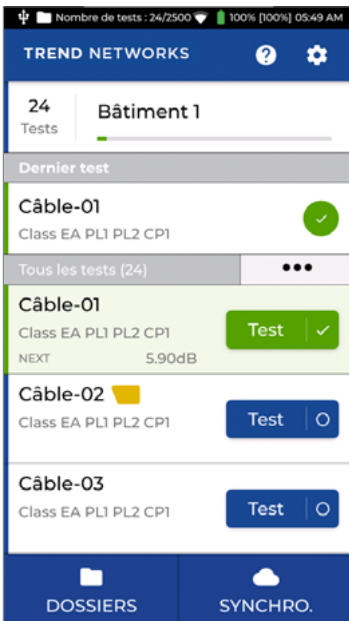 Nombre de tests : 24/2500 100% [100%] 05:49 AM
TREND NETWORKS ?
24 Bâtiment 1
Tests
Dernier test
Câble-01
Class EA PL1 PL2 CP1
Tous les tests (24) •••
Câble-01
Class EA PL1 PL2 CP1 Test
NEXT 5.90dB
Câble-02
Class EA PL1 PL2 CP1 Test
Câble-03
Class EA PL1 PL2 CP1 Test
DOSSIERS SYNCHRO.